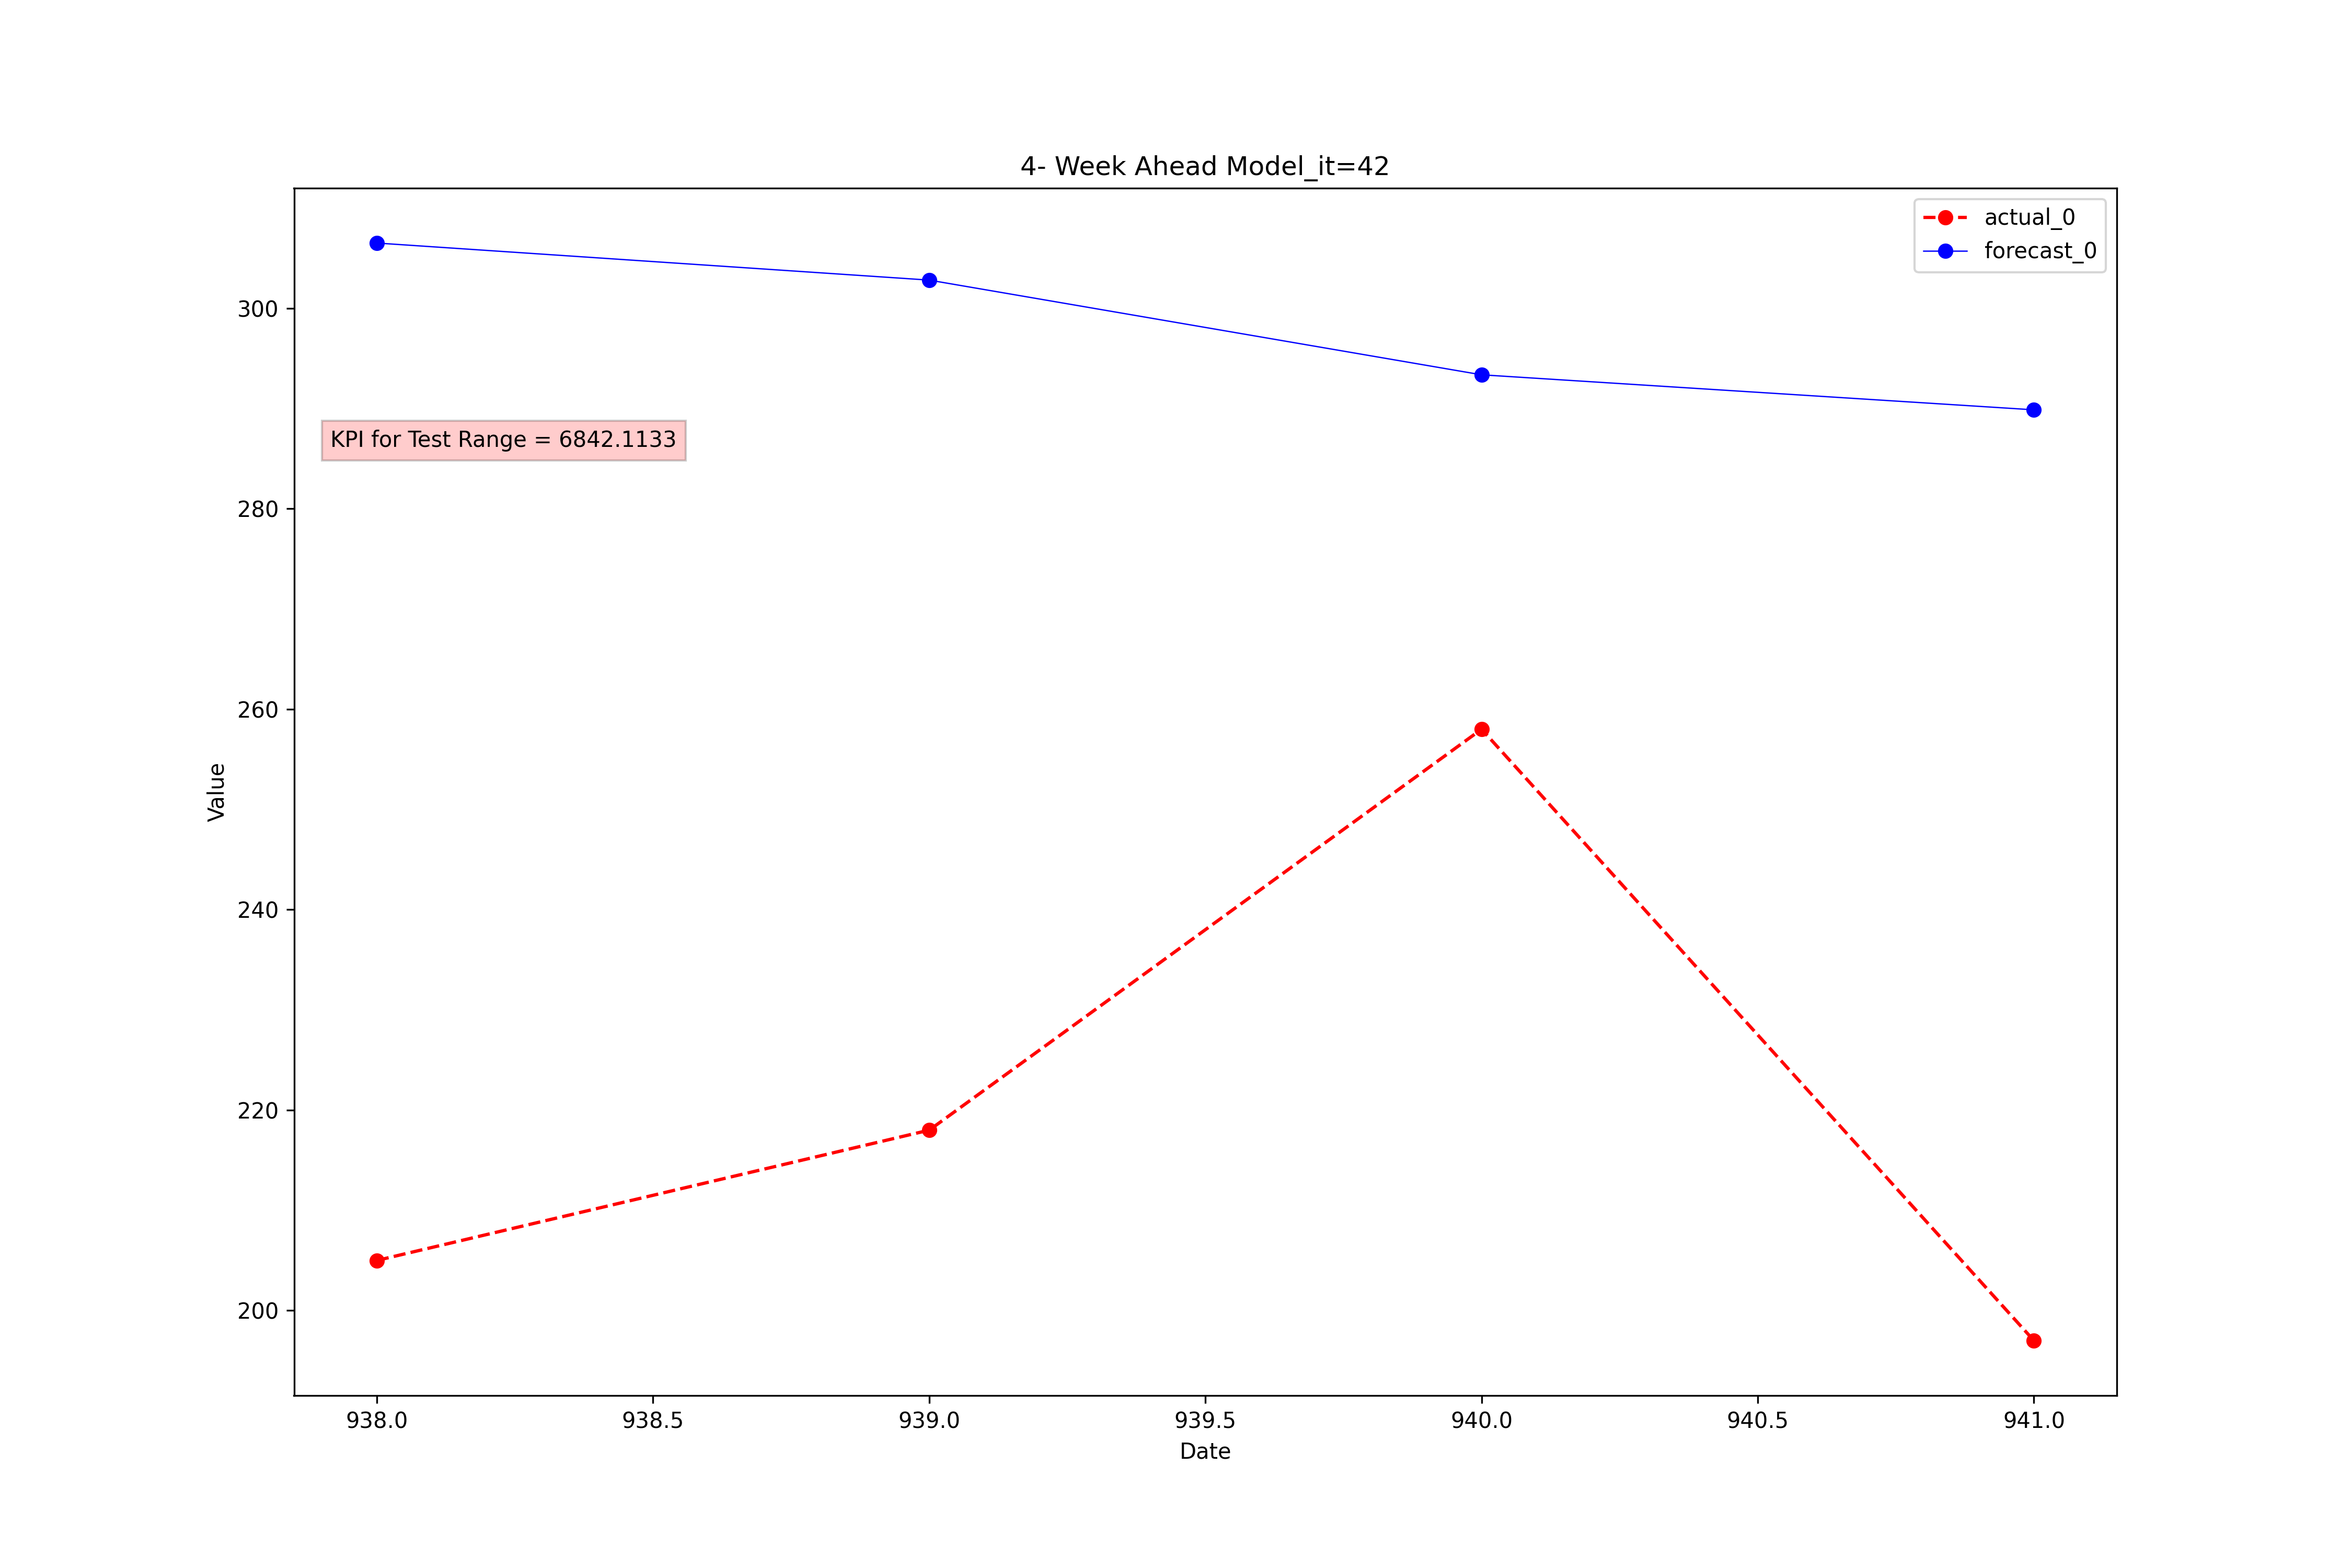 4- Week Ahead Model_it=42
actual_0
forecast_0
KPI for Test Range = 6842.1133
Value
300
280
260
240
220
200
938.0 938.5 939.0 939.5 940.0 940.5 941.0
Date